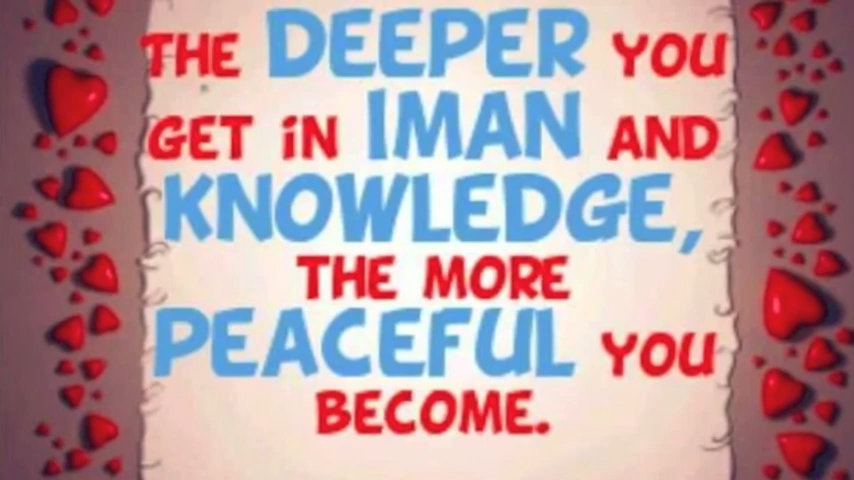 THE DEEPER YOU
GET iN IMAN AND
KNOWLEDGE,
THE MORE
PEACEFUL YOU
BECOME.